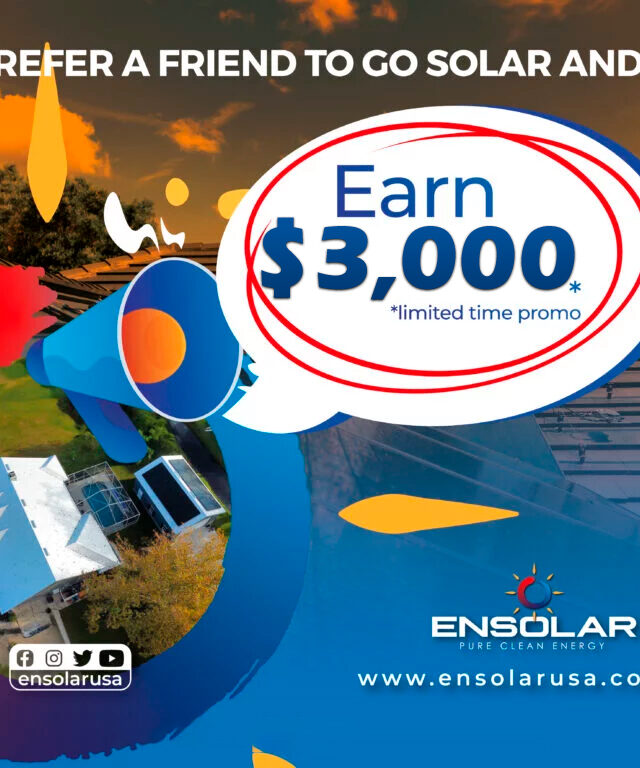 REFER A FRIEND TO GO SOLAR AND
Earn
$3,000*
*limited time promo
ENSOLAR
PURE CLEAN ENERGY
ensolarusa
www.ensolarusa.co